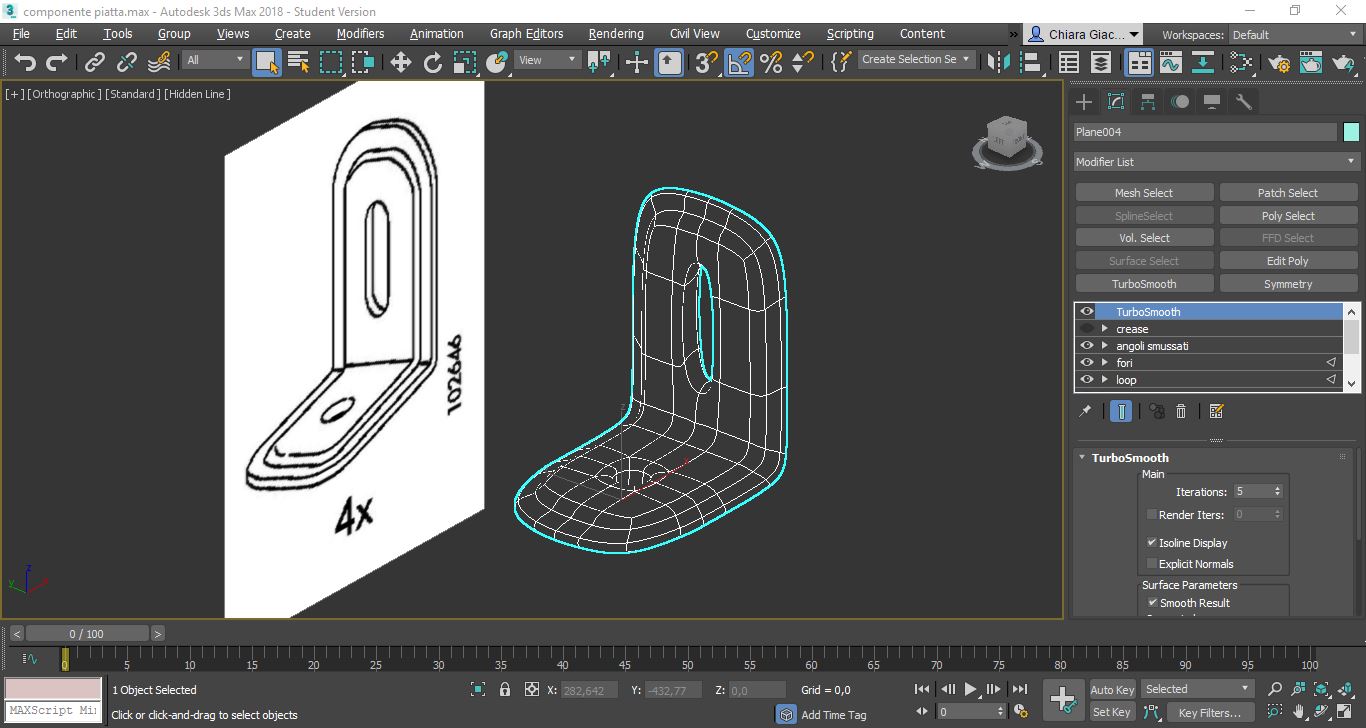 componente piatta.max - Autodesk 3ds Max 2018 - Student Version
File Edit Tools Group Views Create Modifiers Animation Graph Editors Rendering Civil View Customize Scripting Content » Chiara Giac... Workspaces: Default
All View Create Selection Se
[+] [Orthographic] [Standard] [Hidden Line]
102646
4x
Plane004
Modifier List
Mesh Select Patch Select
SplineSelect Poly Select
Vol. Select FFD Select
Surface Select Edit Poly
TurboSmooth Symmetry
TurboSmooth
crease
angoli smussati
fori
loop
TurboSmooth
Main
Iterations: 5
Render Iters: 0
Isoline Display
Explicit Normals
Surface Parameters
Smooth Result
z
y
< 0 / 100 >
0 5 10 15 20 25 30 35 40 45 50 55 60 65 70 75 80 85 90 95 100
1 Object Selected X: 282,642 Y: -432,77 Z: 0,0 Grid = 0,0 Auto Key Selected
MAXScript Mi
Click or click-and-drag to select objects Add Time Tag 0 Set Key Key Filters...